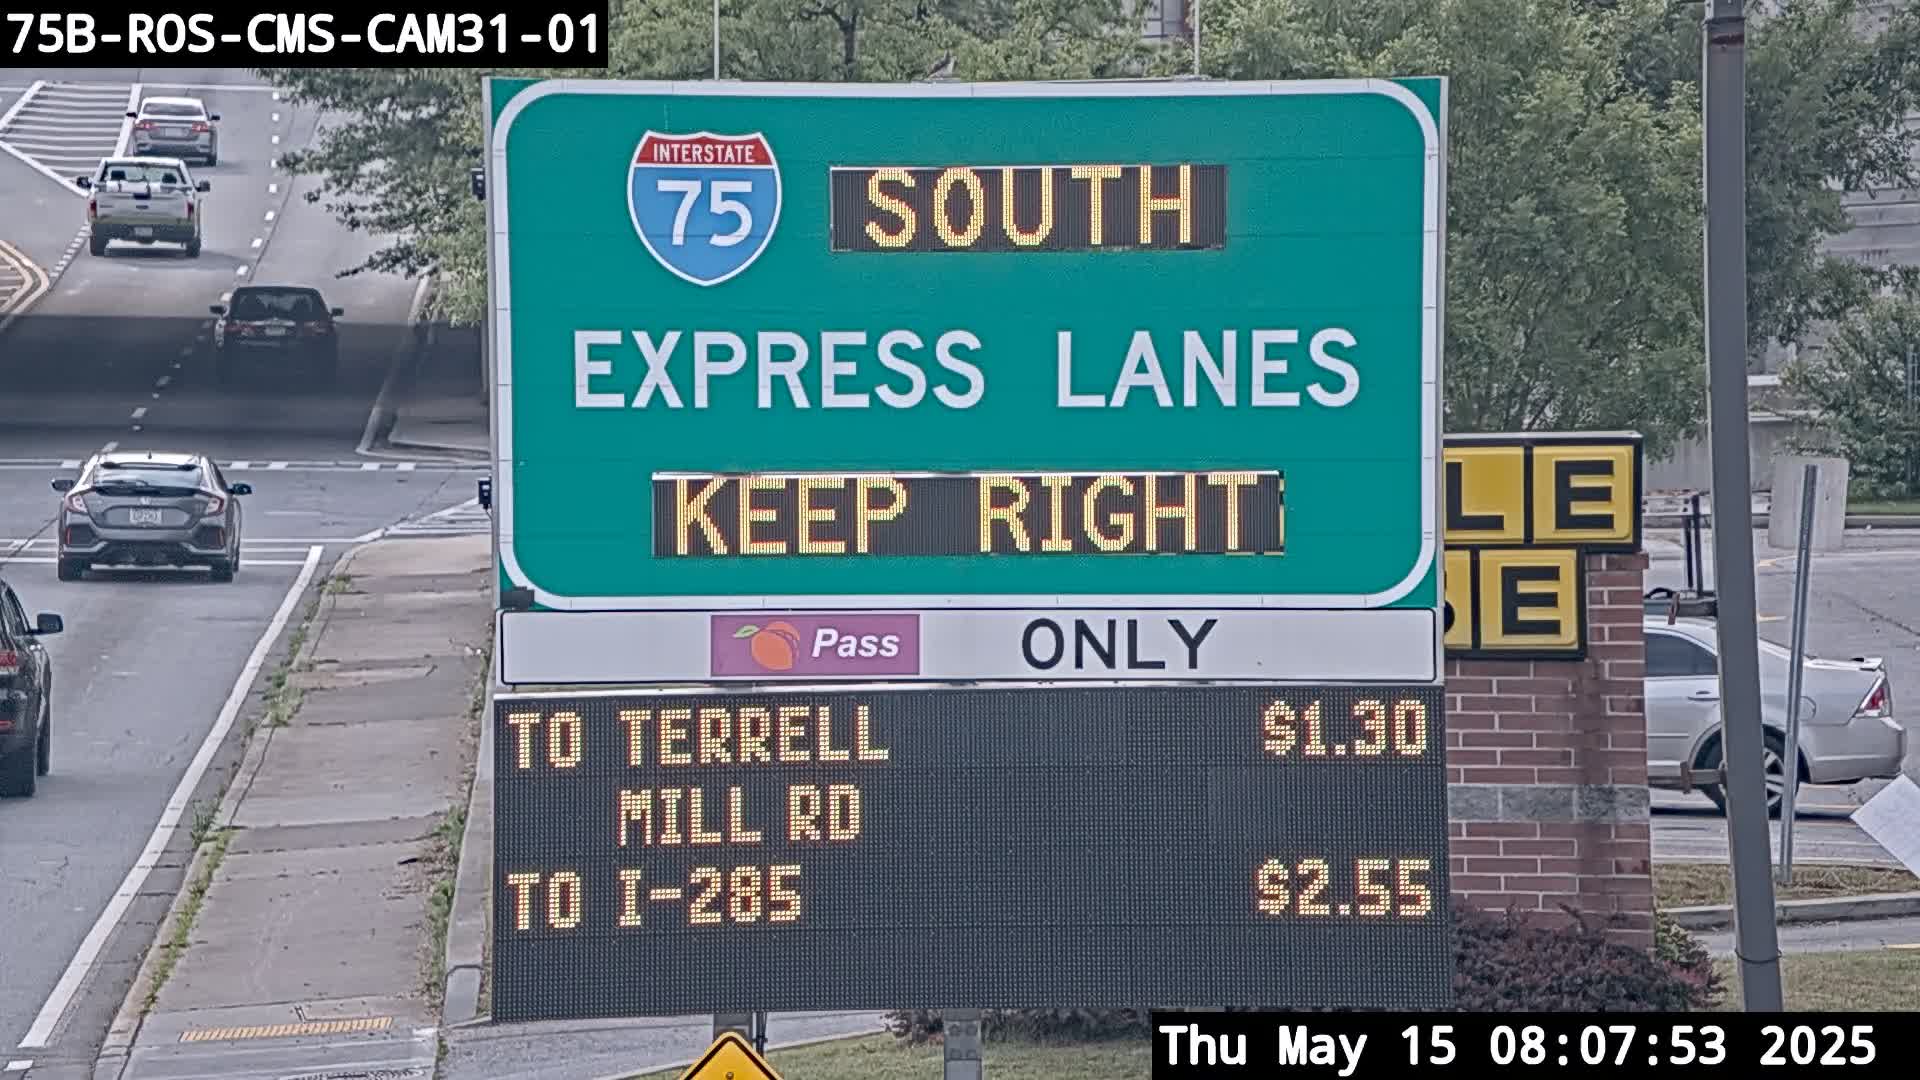 75B-ROS-CMS-CAM31-01
INTERSTATE
75
SOUTH
EXPRESS LANES
KEEP RIGHT
Pass ONLY
TO TERRELL $1.30
MILL RD
TO I-285 $2.55
LE
E
Thu May 15 08:07:53 2025